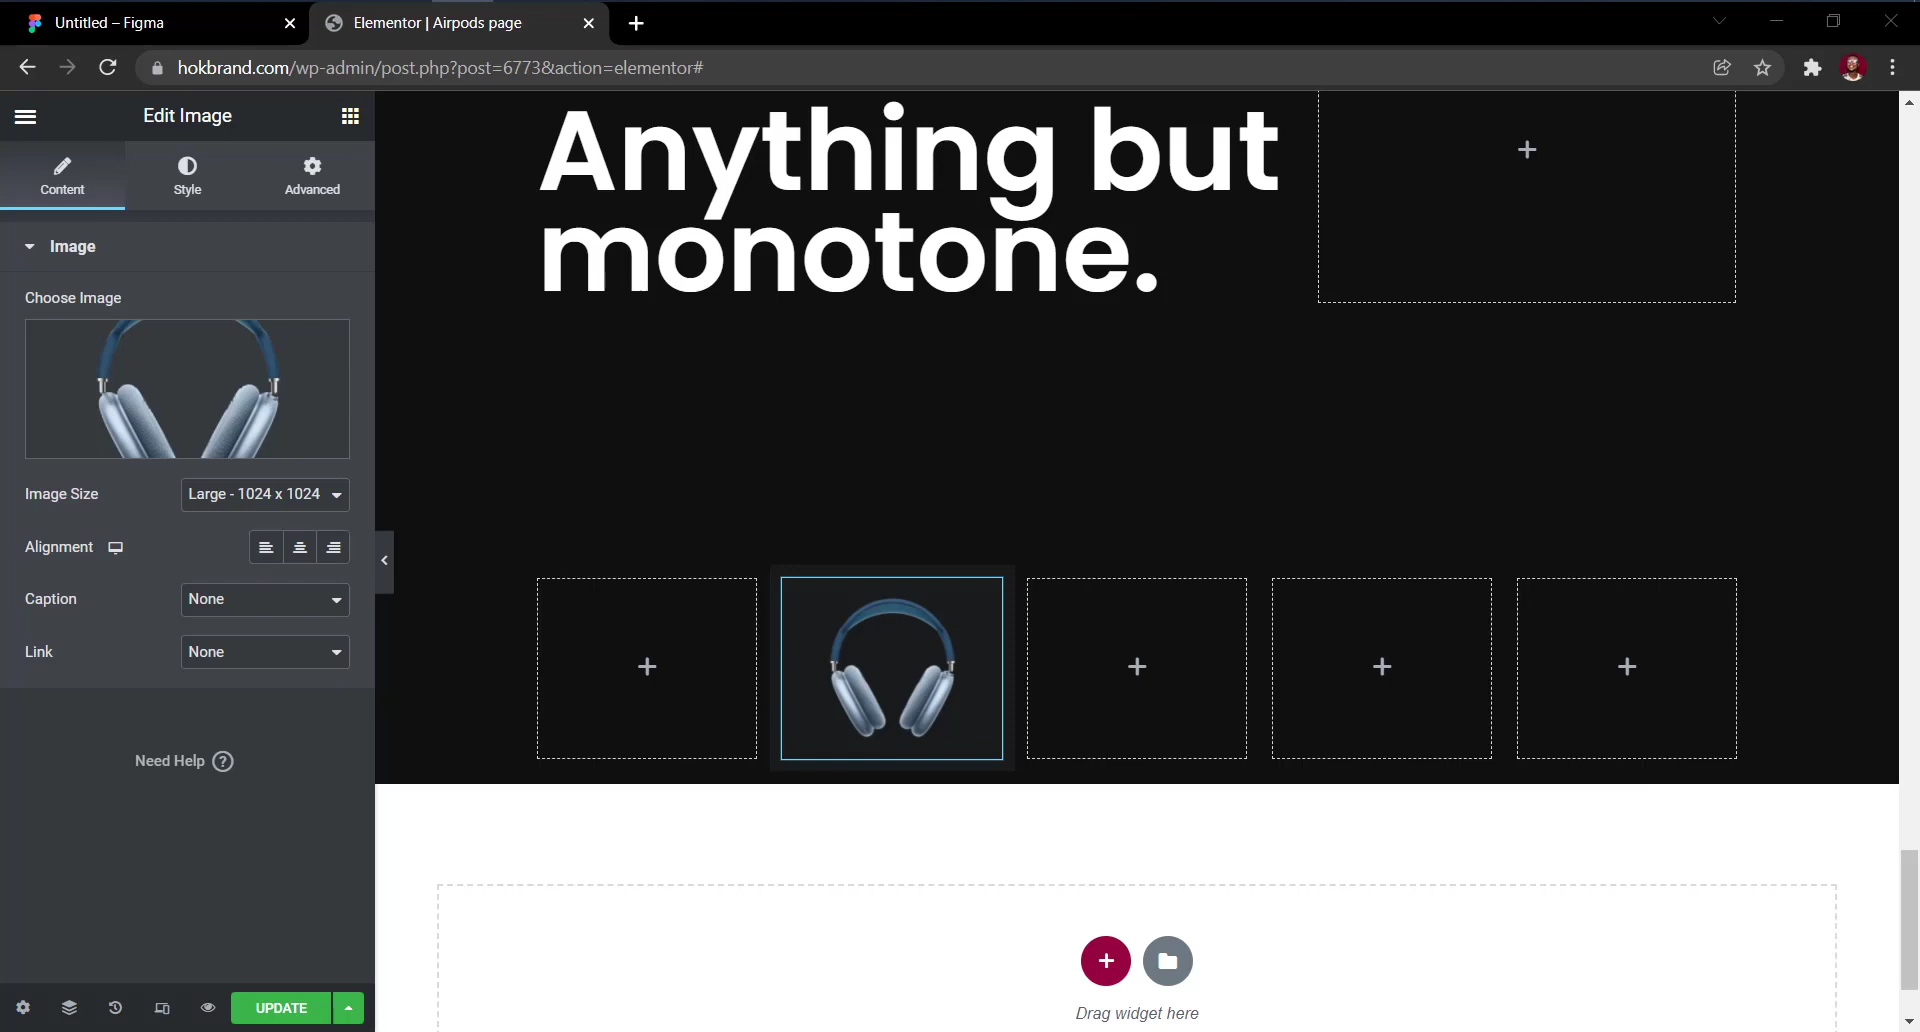 Untitled – Figma
Elementor | Airpods page
hokbrand.com/wp-admin/post.php?post=6773&action=elementor#
Edit Image
Content
Style
Advanced
Image
Choose Image
Image Size
Large - 1024 x 1024
Alignment
Caption
None
Link
None
Need Help ?
UPDATE
Anything but
monotone.
Drag widget here